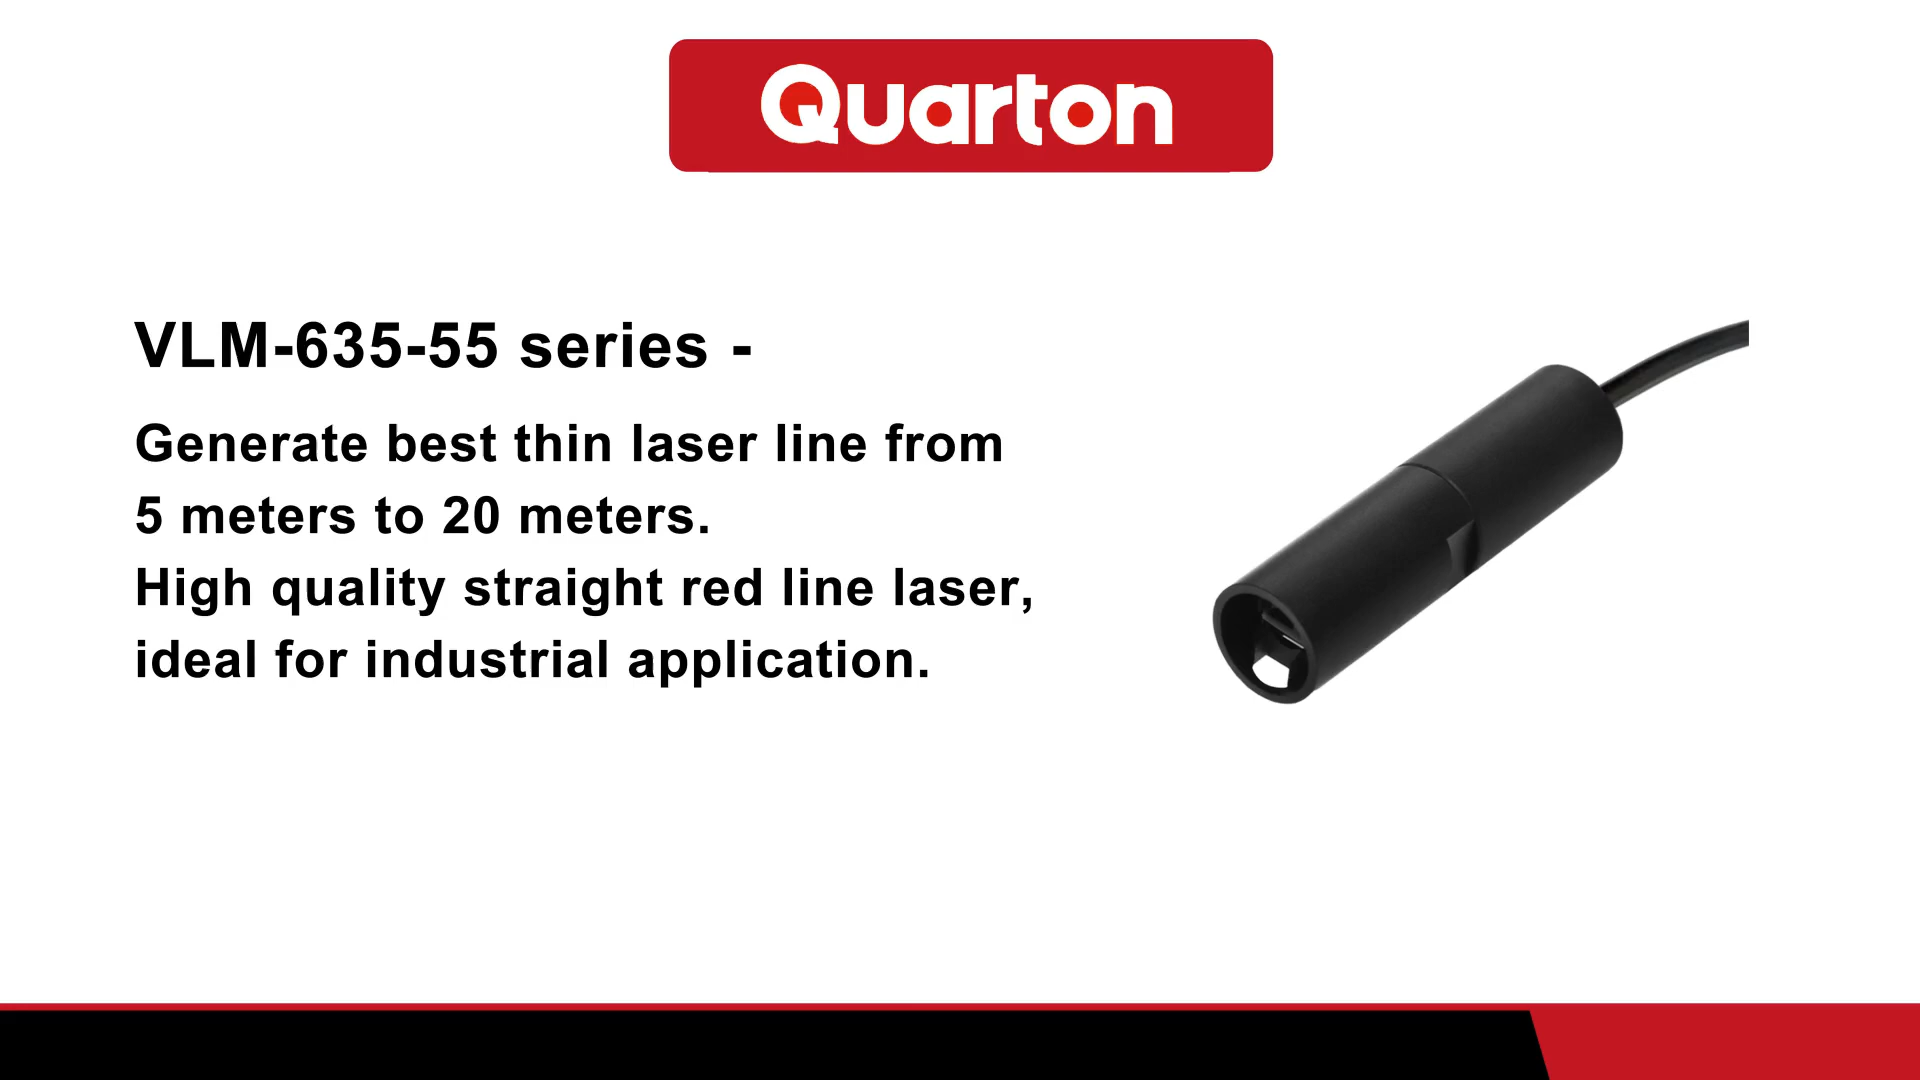 Quarton
VLM-635-55 series -
Generate best thin laser line from
5 meters to 20 meters.
High quality straight red line laser,
ideal for industrial application.